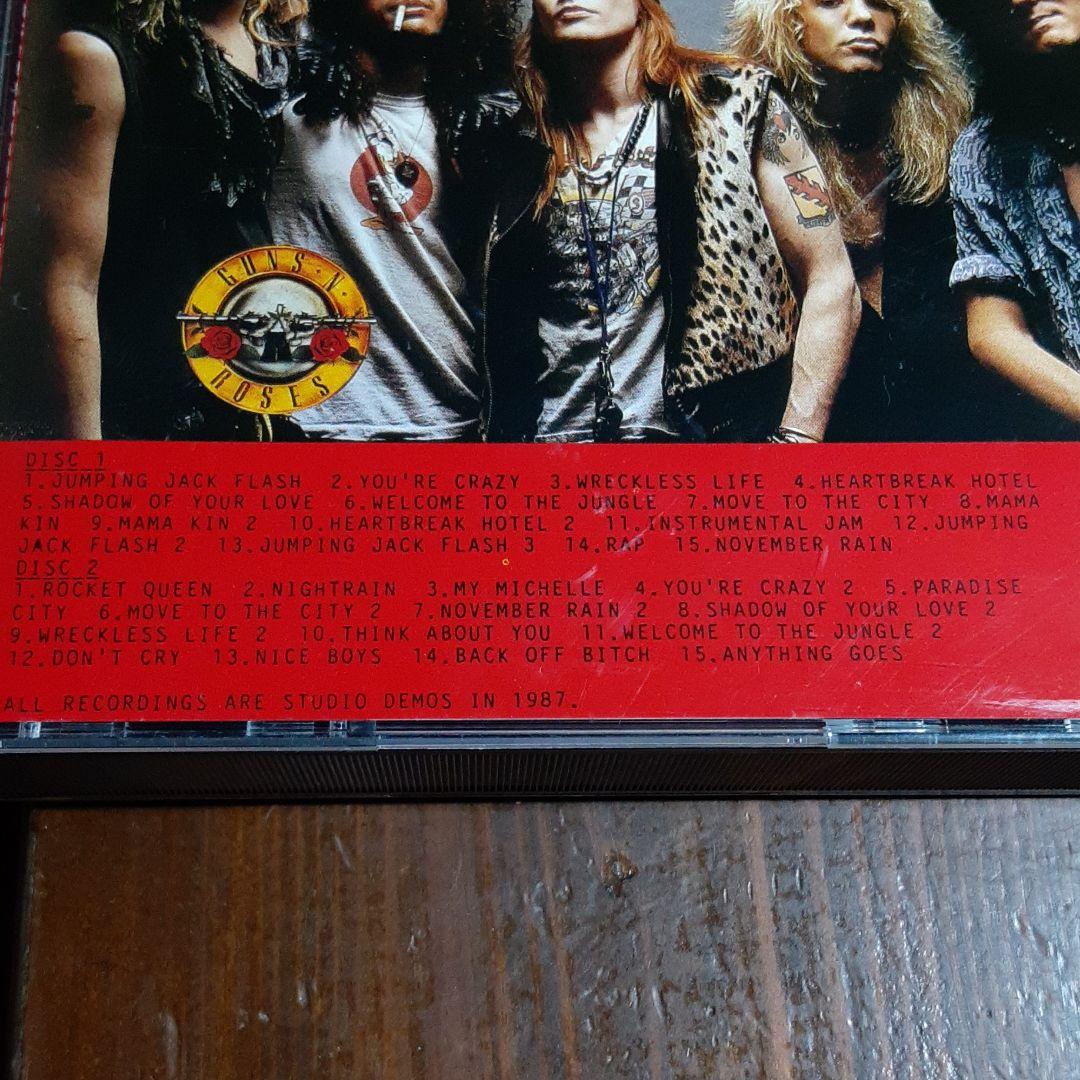 GUNS·N·
ROSES
DISC 1
1.JUMPING JACK FLASH 2.YOU'RE CRAZY 3.WRECKLESS LIFE 4.HEARTBREAK HOTEL
5.SHADOW OF YOUR LOVE 6.WELCOME TO THE JUNGLE 7.MOVE TO THE CITY 8.MAMA
KIN 9.MAMA KIN 2 10.HEARTBREAK HOTEL 2 11.INSTRUMENTAL JAM 12.JUMPING
JACK FLASH 2 13.JUMPING JACK FLASH 3 14.RAP 15.NOVEMBER RAIN
DISC 2
1.ROCKET QUEEN 2.NIGHTRAIN 3.MY MICHELLE 4.YOU'RE CRAZY 2 5.PARADISE
CITY 6.MOVE TO THE CITY 2 7.NOVEMBER RAIN 2 8.SHADOW OF YOUR LOVE 2
9.WRECKLESS LIFE 2 10.THINK ABOUT YOU 11.WELCOME TO THE JUNGLE 2
12.DON'T CRY 13.NICE BOYS 14.BACK OFF BITCH 15.ANYTHING GOES
ALL RECORDINGS ARE STUDIO DEMOS IN 1987.